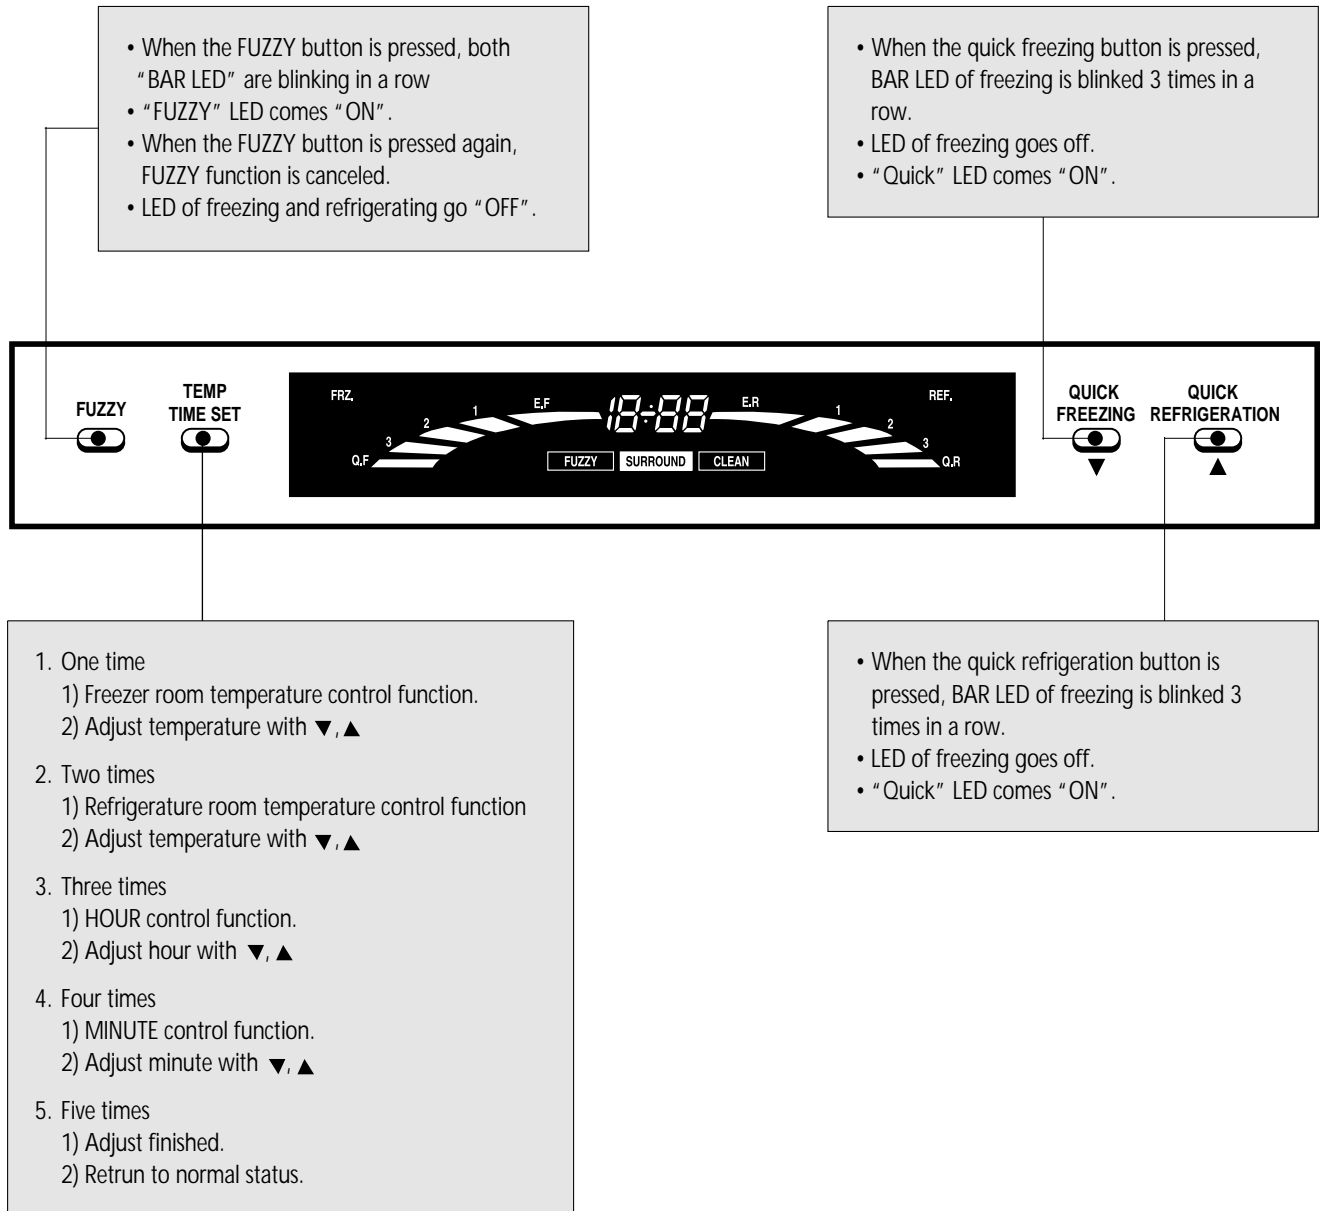 • When the FUZZY button is pressed, both
“BAR LED” are blinking in a row
• “FUZZY” LED comes “ON”.
• When the FUZZY button is pressed again,
FUZZY function is canceled.
• LED of freezing and refrigerating go “OFF”.
• When the quick freezing button is pressed,
BAR LED of freezing is blinked 3 times in a
row.
• LED of freezing goes off.
• “Quick” LED comes “ON”.
FUZZY
TEMP
TIME SET
FRZ.
Q.F
3
2
1
E.F
18:88
E.R
1
2
3
Q.R
REF.
FUZZY
SURROUND
CLEAN
QUICK
FREEZING
▼
QUICK
REFRIGERATION
▲
1. One time
1) Freezer room temperature control function.
2) Adjust temperature with ▼, ▲
2. Two times
1) Refrigerature room temperature control function
2) Adjust temperature with ▼, ▲
3. Three times
1) HOUR control function.
2) Adjust hour with ▼, ▲
4. Four times
1) MINUTE control function.
2) Adjust minute with ▼, ▲
5. Five times
1) Adjust finished.
2) Retrun to normal status.
• When the quick refrigeration button is
pressed, BAR LED of freezing is blinked 3
times in a row.
• LED of freezing goes off.
• “Quick” LED comes “ON”.